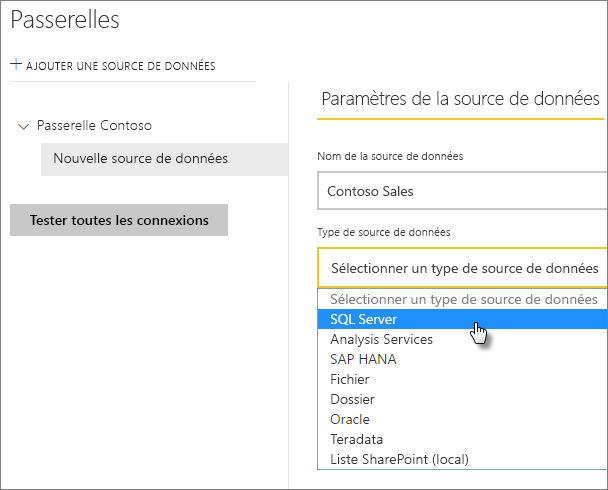 Passerelles
+ AJOUTER UNE SOURCE DE DONNÉES
Passerelle Contoso
Nouvelle source de données
Tester toutes les connexions
Paramètres de la source de données
Nom de la source de données
Contoso Sales
Type de source de données
Sélectionner un type de source de données
Sélectionner un type de source de données
SQL Server
Analysis Services
SAP HANA
Fichier
Dossier
Oracle
Teradata
Liste SharePoint (local)